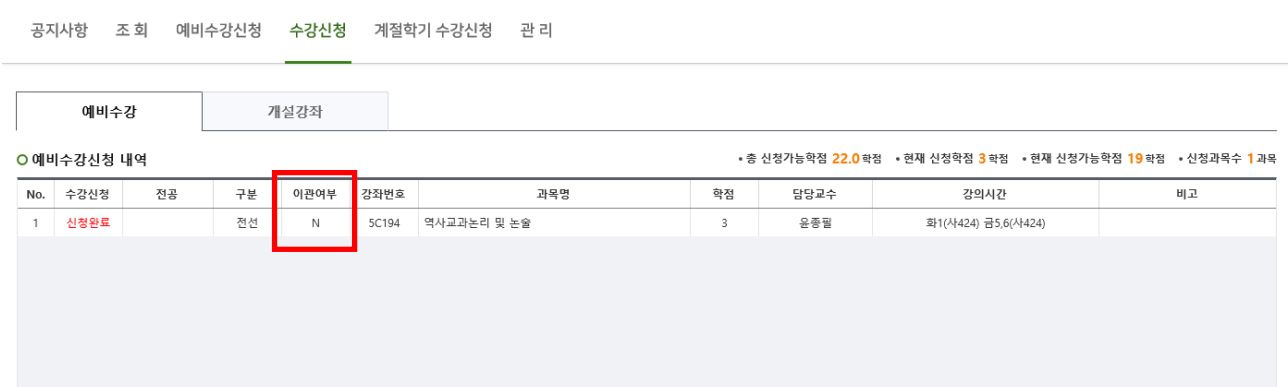 공지사항 조 회 예비수강신청 수강신청 계절학기 수강신청 관 리
예비수강 개설강좌
예비수강신청 내역 • 총 신청가능학점 22.0 학점 • 현재 신청학점 3 학점 • 현재 신청가능학점 19 학점 • 신청과목수 1 과목
No. 수강신청 전공 구분 이관여부 강좌번호 과목명 학점 담당교수 강의시간 비고
1 신청완료 전선 N 5C194 역사교과논리 및 논술 3 윤종필 화1(사424) 금5,6(사424)